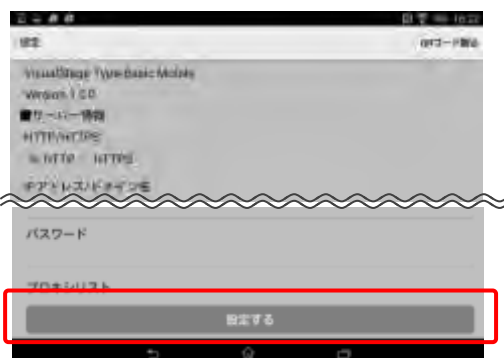 16:22
設定
QRコード読込
VisualStage Type Basic Mobile
Version 1.0.0
■サーバー情報
HTTP/HTTPS
HTTP HTTPS
IPアドレス/ドメイン名
パスワード
プロキシリスト
設定する